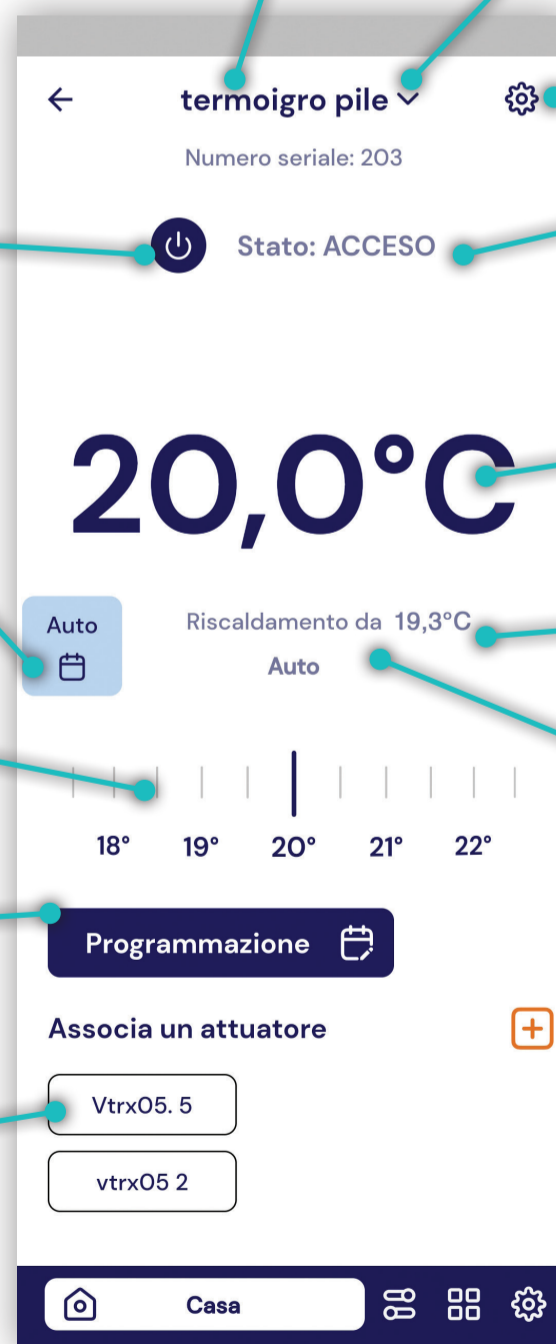 termoigro pile
Numero seriale: 203
Stato: ACCESO
20,0°C
Auto
Riscaldamento da 19,3°C
Auto
18° 19° 20° 21° 22°
Programmazione
Associa un attuatore
Vtrx05. 5
vtrx05 2
Casa